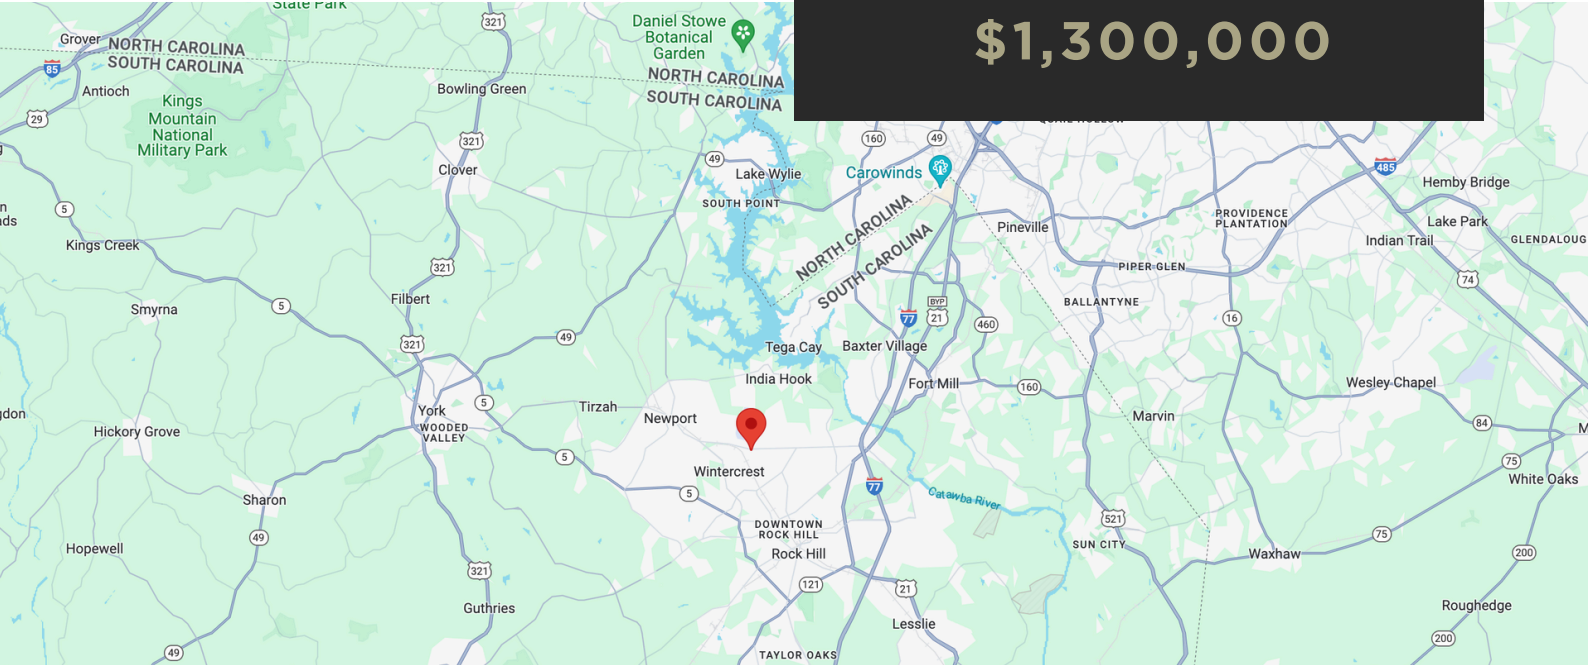 State Park
$1,300,000
321
Daniel Stowe
Botanical
Garden
Grover
NORTH CAROLINA
SOUTH CAROLINA
85
NORTH CAROLINA
SOUTH CAROLINA
Antioch
Bowling Green
29
Kings
Mountain
National
Military Park
QUAIL HOLLOW
160
49
321
49
Clover
Lake Wylie
Carowinds
485
Hemby Bridge
5
SOUTH POINT
NORTH CAROLINA
SOUTH CAROLINA
PROVIDENCE
PLANTATION
Lake Park
Pineville
Kings Creek
Indian Trail
GLENDALOUG
321
PIPER GLEN
74
Filbert
BALLANTYNE
Smyrna
5
BYP
21
77
460
16
321
49
Tega Cay
Baxter Village
India Hook
Fort Mill
160
Wesley Chapel
York
5
Tirzah
Newport
Marvin
WOODED
VALLEY
Hickory Grove
84
5
Wintercrest
75
White Oaks
Sharon
5
77
Catawba River
DOWNTOWN
ROCK HILL
521
49
Hopewell
Rock Hill
SUN CITY
75
Waxhaw
200
321
121
21
Guthries
Roughedge
Lesslie
200
49
TAYLOR OAKS